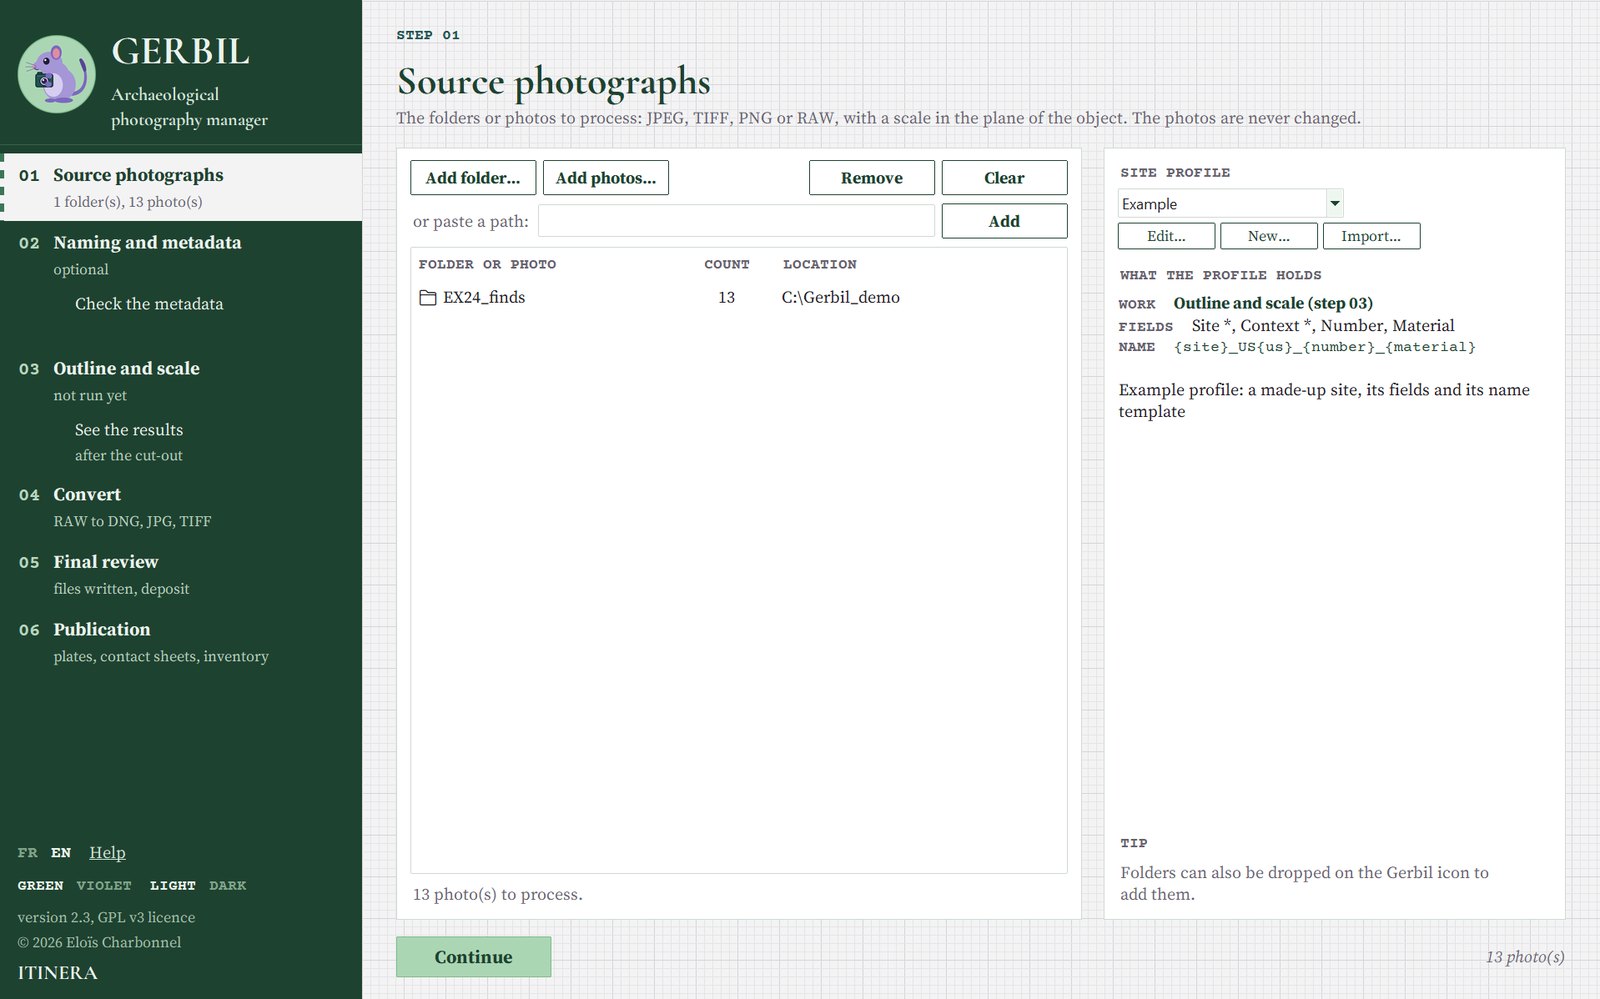 GERBIL
Archaeological
photography manager
01 Source photographs
1 folder(s), 13 photo(s)
02 Naming and metadata
optional
Check the metadata
03 Outline and scale
not run yet
See the results
after the cut-out
04 Convert
RAW to DNG, JPG, TIFF
05 Final review
files written, deposit
06 Publication
plates, contact sheets, inventory
FR EN Help
GREEN VIOLET LIGHT DARK
version 2.3, GPL v3 licence
© 2026 Eloïs Charbonnel
ITINERA
STEP 01
Source photographs
The folders or photos to process: JPEG, TIFF, PNG or RAW, with a scale in the plane of the object. The photos are never changed.
Add folder... Add photos... Remove Clear
or paste a path: Add
FOLDER OR PHOTO COUNT LOCATION
EX24_finds 13 C:\Gerbil_demo
13 photo(s) to process.
Continue
SITE PROFILE
Example
Edit... New... Import...
WHAT THE PROFILE HOLDS
WORK Outline and scale (step 03)
FIELDS Site *, Context *, Number, Material
NAME {site}_US{us}_{number}_{material}
Example profile: a made-up site, its fields and its name
template
TIP
Folders can also be dropped on the Gerbil icon to
add them.
13 photo(s)